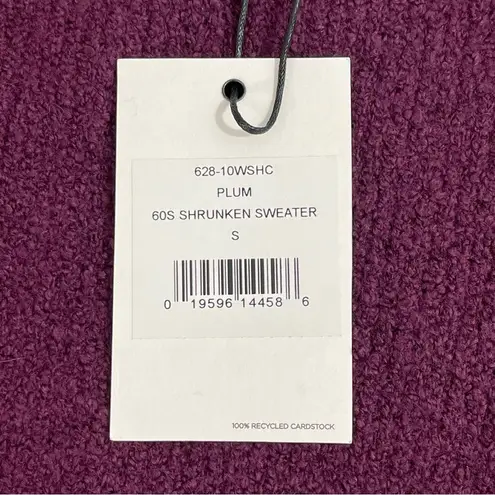 628-10WSHC
PLUM
60S SHRUNKEN SWEATER
S
0 19596 14458 6
100% RECYCLED CARDSTOCK